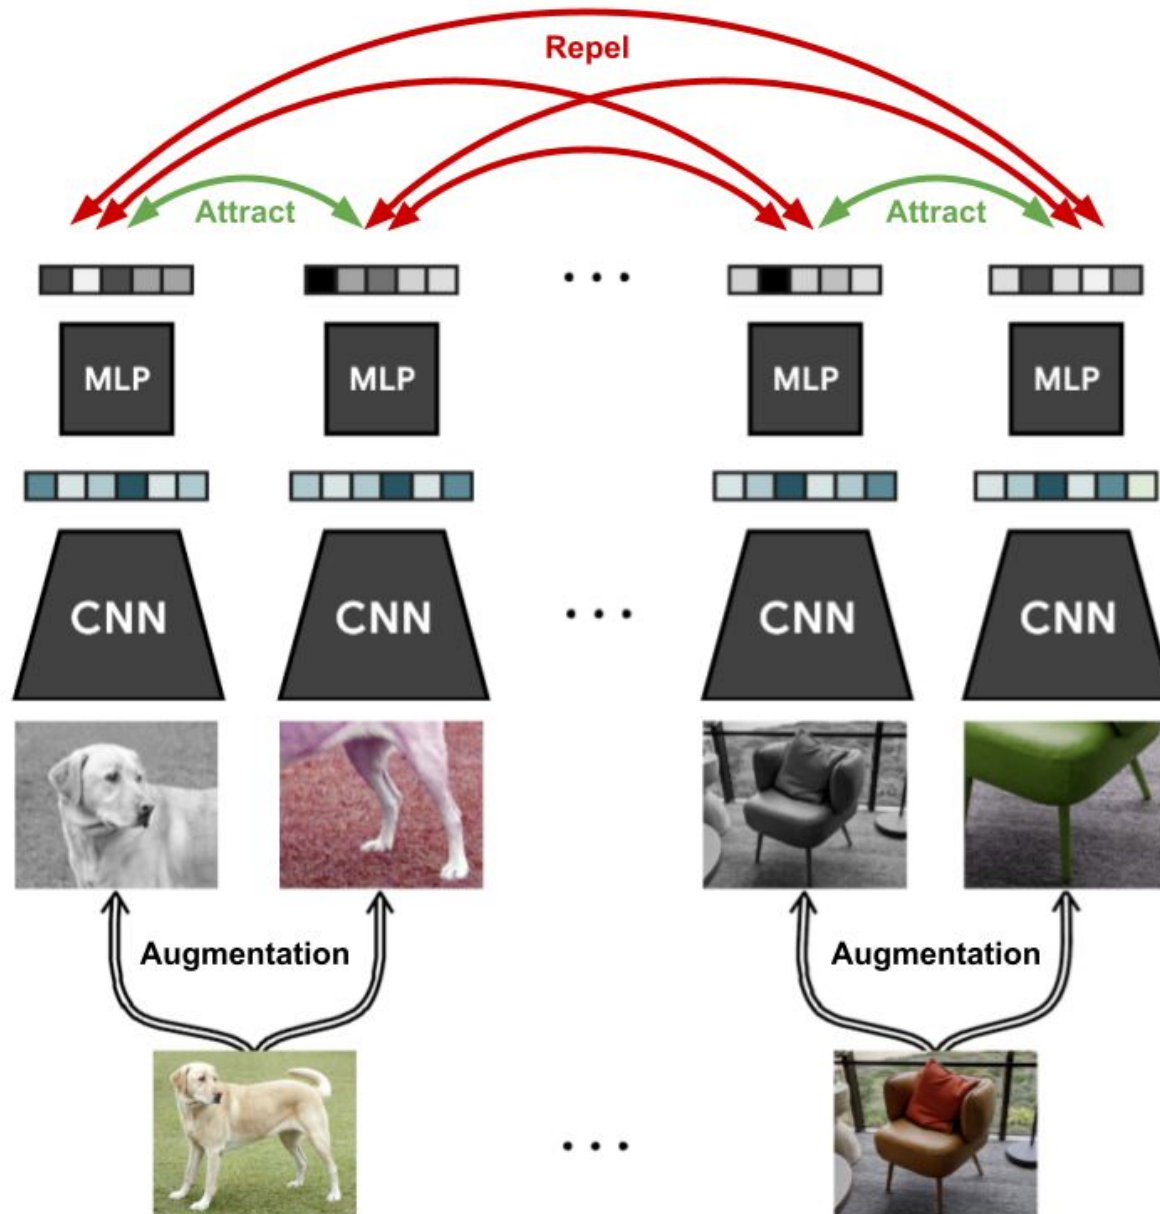 Repel
Attract
Attract
...
MLP
MLP
MLP
MLP
CNN
CNN
...
CNN
CNN
Augmentation
Augmentation
...